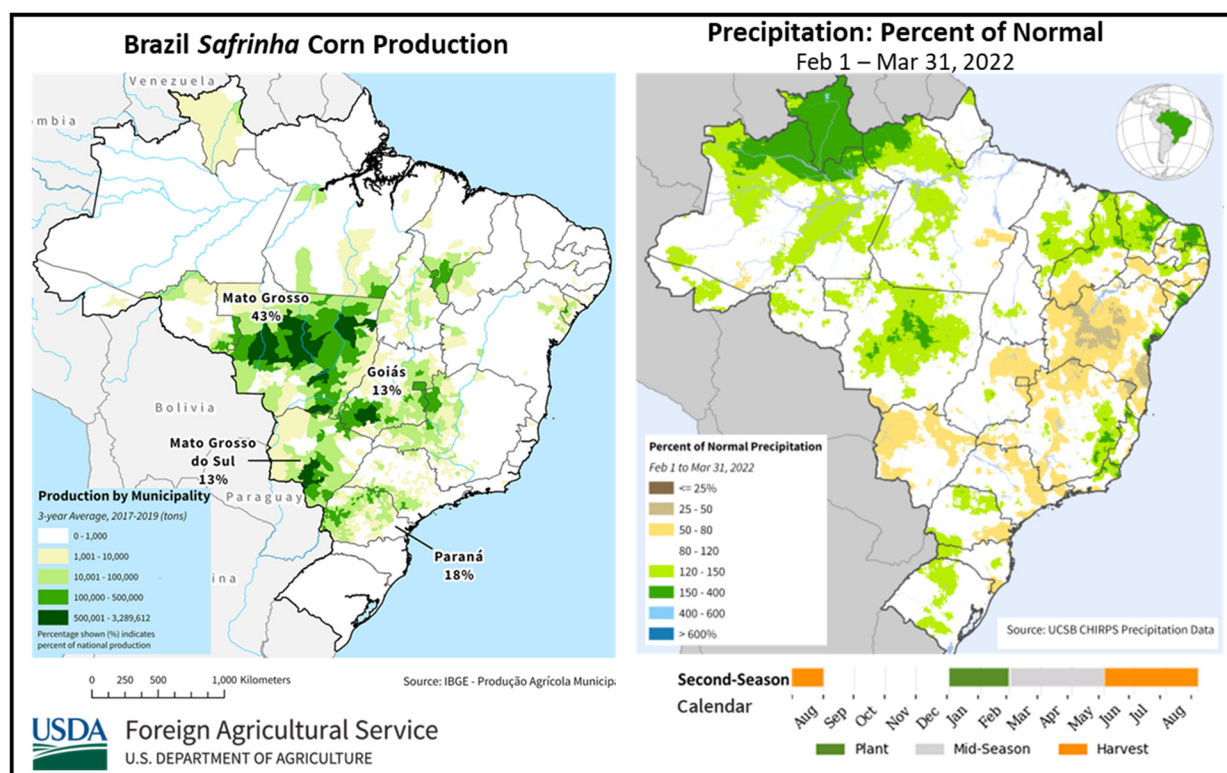 Brazil Safrinha Corn Production
Venezuela
ombia
Mato Grosso
43%
Goiás
13%
Bolivia
Mato Grosso
do Sul
13%
Paraguay
Paraná
18%
Production by Municipality
3-year Average, 2017-2019 (tons)
0 - 1,000
1,001 - 10,000
10,001 - 100,000
100,000 - 500,000
500,001 - 3,289,612
Percentage shown (%) indicates
percent of national production
ina
0 250 500 1,000 Kilometers
Source: IBGE - Produção Agrícola Municipa
USDA Foreign Agricultural Service
U.S. DEPARTMENT OF AGRICULTURE
Precipitation: Percent of Normal
Feb 1 – Mar 31, 2022
Percent of Normal Precipitation
Feb 1 to Mar 31, 2022
<= 25%
25 - 50
50 - 80
80 - 120
120 - 150
150 - 400
400 - 600
> 600%
Source: UCSB CHIRPS Precipitation Data
Second-Season
Calendar
Aug Sep Oct Nov Dec Jan Feb Mar Apr May Jun Jul Aug
Plant Mid-Season Harvest